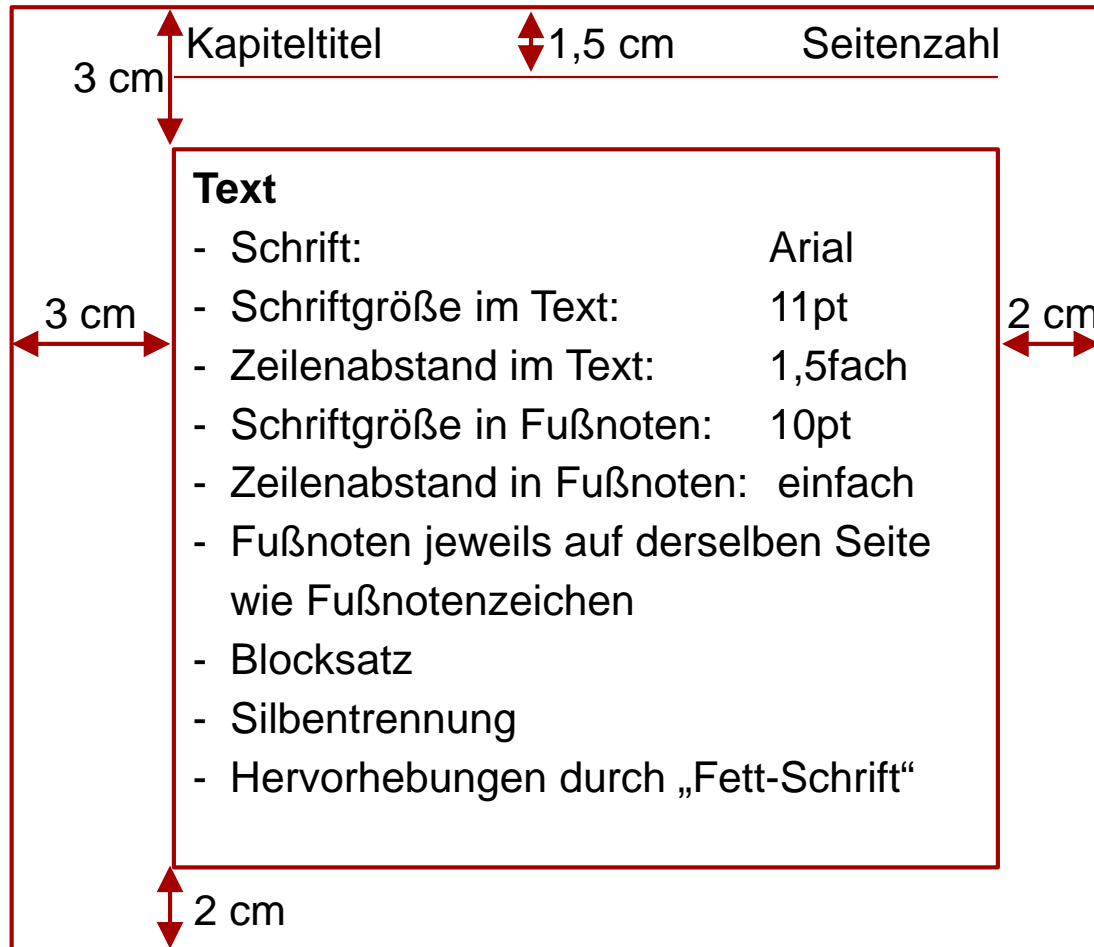 Kapiteltitel 1,5 cm Seitenzahl
3 cm
Text
- Schrift: Arial
- Schriftgröße im Text: 11pt
3 cm
2 cm
- Zeilenabstand im Text: 1,5fach
- Schriftgröße in Fußnoten: 10pt
- Zeilenabstand in Fußnoten: einfach
- Fußnoten jeweils auf derselben Seite
wie Fußnotenzeichen
- Blocksatz
- Silbentrennung
- Hervorhebungen durch „Fett-Schrift“
2 cm